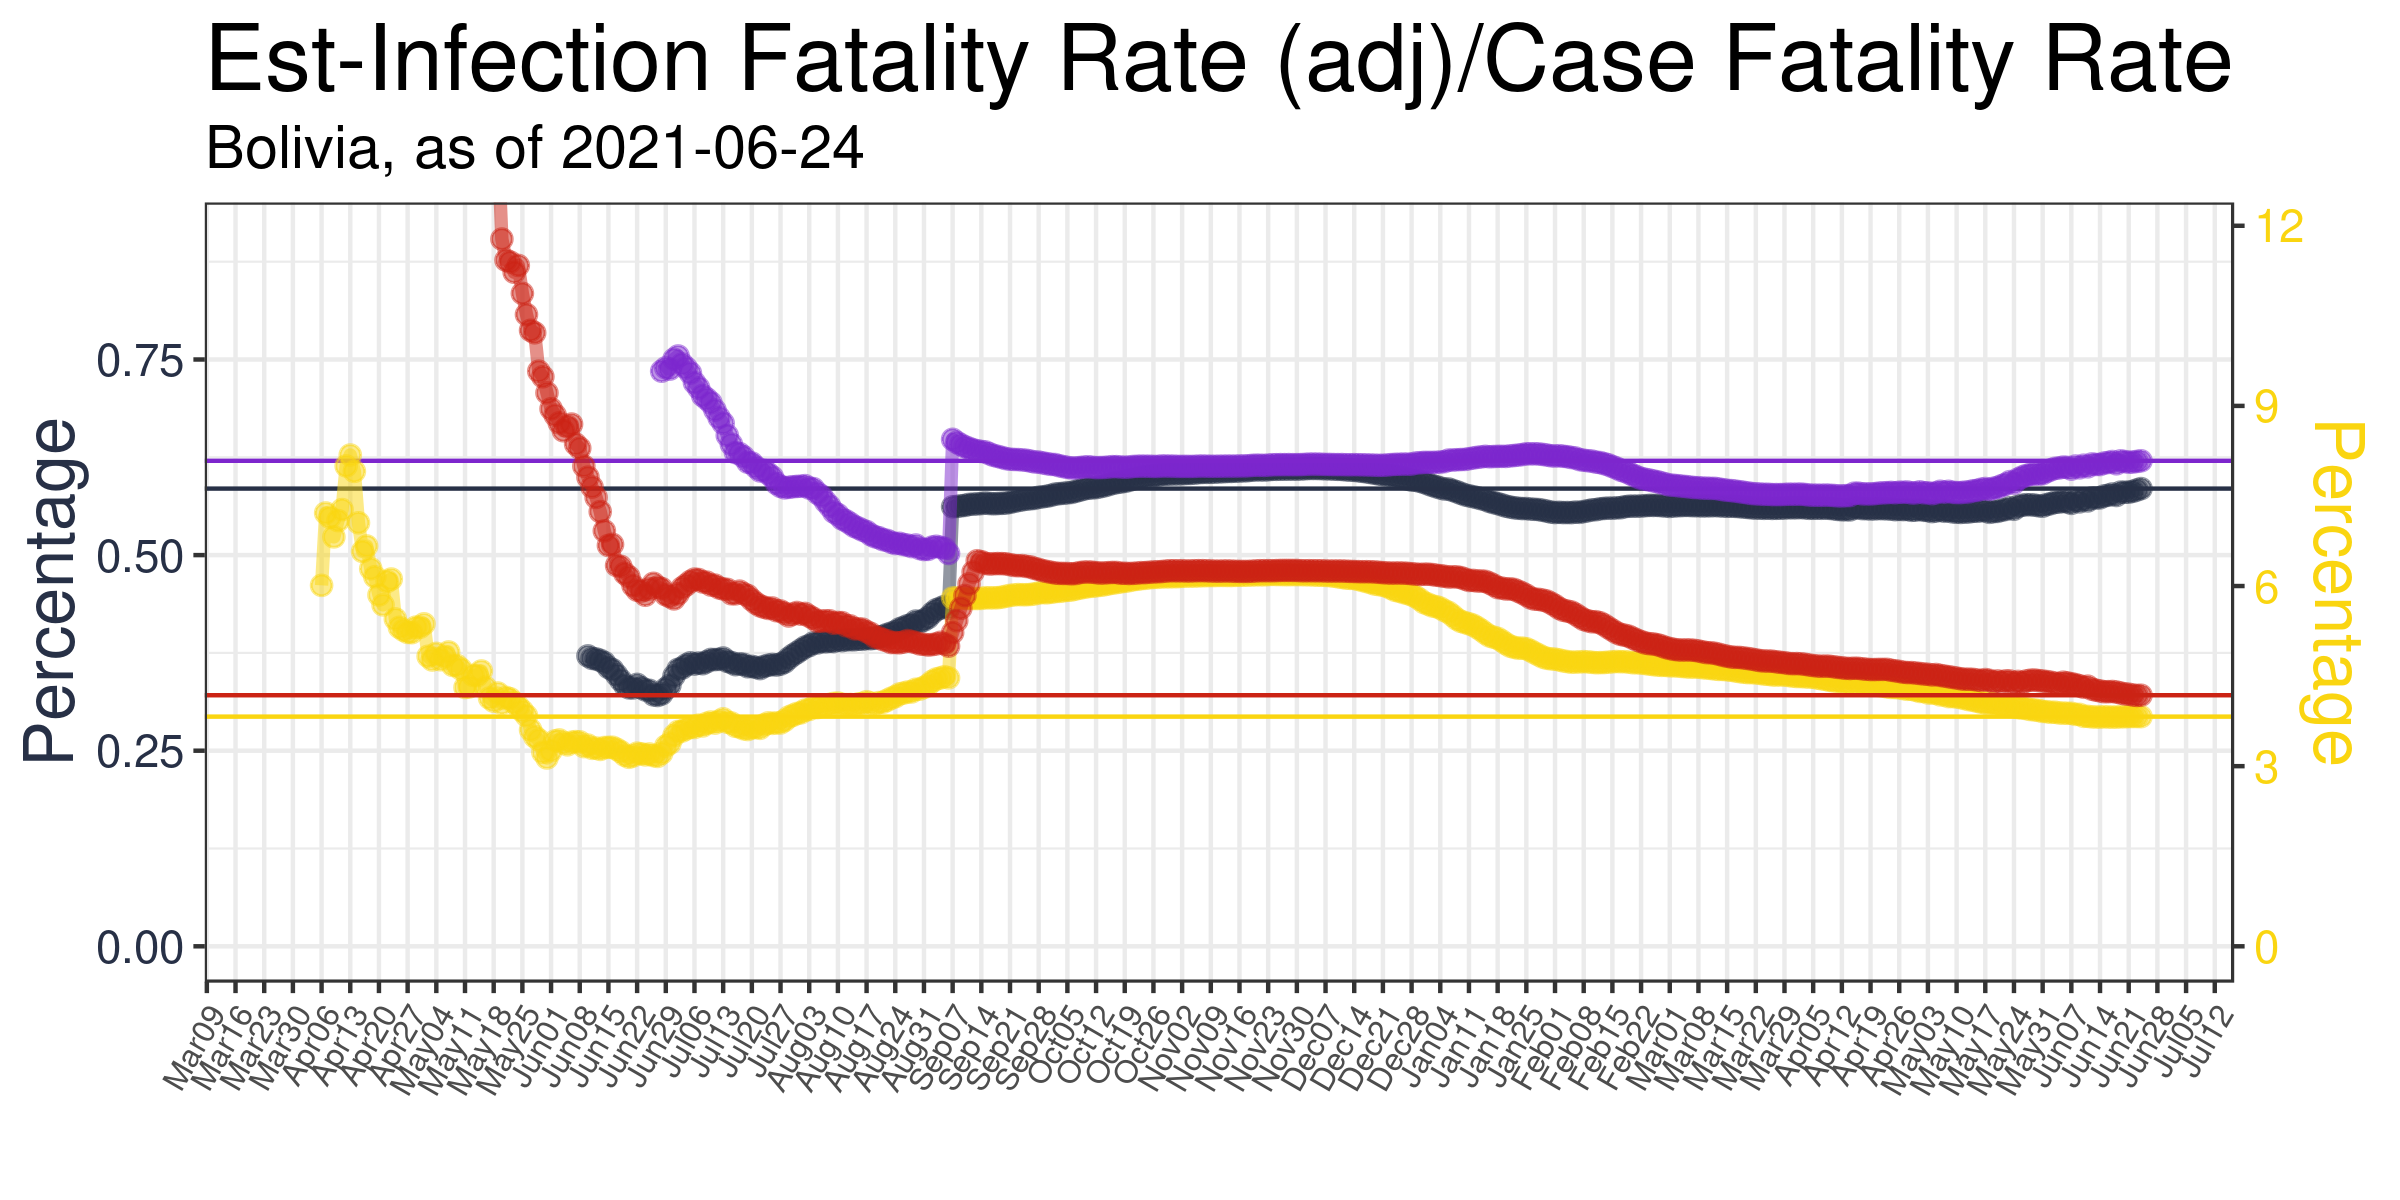 Est-Infection Fatality Rate (adj)/Case Fatality Rate
Bolivia, as of 2021-06-24
Percentage
0.75
0.50
0.25
0.00
12
9
6
3
0
Percentage
Mar09
Mar16
Mar23
Mar30
Apr06
Apr13
Apr20
Apr27
May04
May11
May18
May25
Jun01
Jun08
Jun15
Jun22
Jun29
Jul06
Jul13
Jul20
Jul27
Aug03
Aug10
Aug17
Aug24
Aug31
Sep07
Sep14
Sep21
Sep28
Oct05
Oct12
Oct19
Oct26
Nov02
Nov09
Nov16
Nov23
Nov30
Dec07
Dec14
Dec21
Dec28
Jan04
Jan11
Jan18
Jan25
Feb01
Feb08
Feb15
Feb22
Mar01
Mar08
Mar15
Mar22
Mar29
Apr05
Apr12
Apr19
Apr26
May03
May10
May17
May24
May31
Jun07
Jun14
Jun21
Jun28
Jul05
Jul12